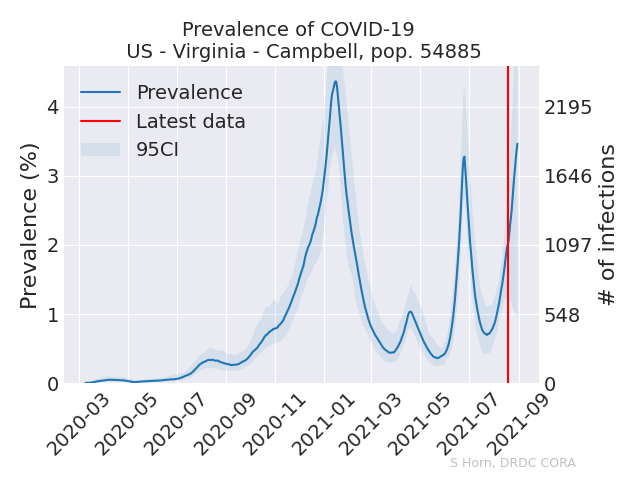 Prevalence of COVID-19
US - Virginia - Campbell, pop. 54885
Prevalence
Latest data
95CI
Prevalence (%)
4
3
2
1
0
2195
1646
1097
548
0
# of infections
2020-03
2020-05
2020-07
2020-09
2020-11
2021-01
2021-03
2021-05
2021-07
2021-09
S Horn, DRDC CORA